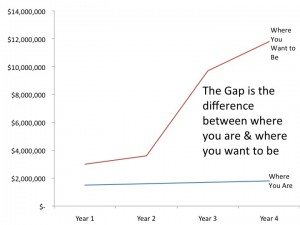 $14,000,000
$12,000,000
$10,000,000
$8,000,000
$6,000,000
$4,000,000
$2,000,000
$-
Where
You
Want to
Be
The Gap is the
difference
between where
you are & where
you want to be
Where
You Are
Year 1
Year 2
Year 3
Year 4